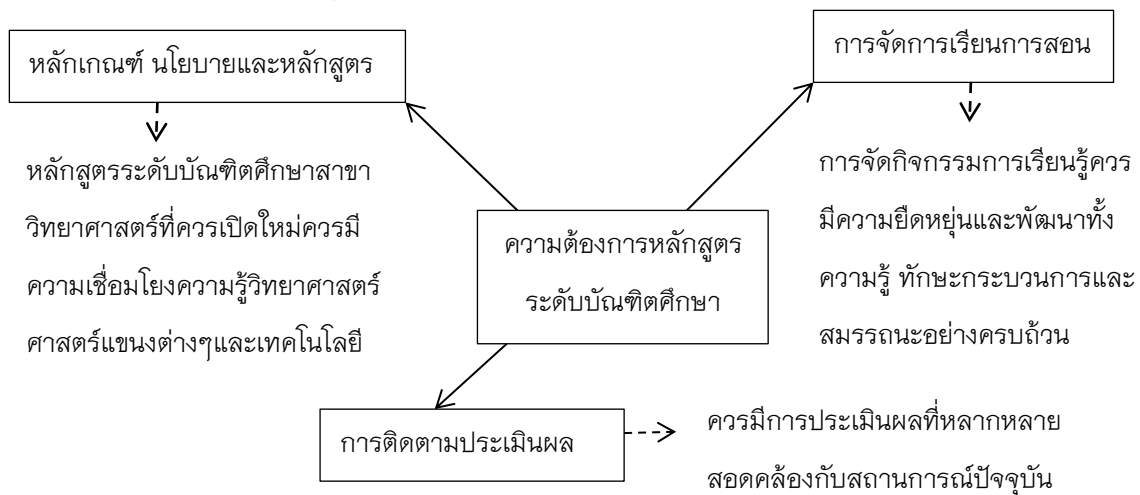 หลักเกณฑ์ นโยบายและหลักสูตร
หลักสูตรระดับบัณฑิตศึกษาสาขา
วิทยาศาสตร์ที่ควรเปิดใหม่ควรมี
ความเชื่อมโยงความรู้วิทยาศาสตร์
ศาสตร์แขนงต่างๆและเทคโนโลยี
การจัดการเรียนการสอน
การจัดกิจกรรมการเรียนรู้ควร
มีความยืดหยุ่นและพัฒนาทั้ง
ความรู้ ทักษะกระบวนการและ
สมรรถนะอย่างครบถ้วน
ความต้องการหลักสูตร
ระดับบัณฑิตศึกษา
การติดตามประเมินผล
ควรมีการประเมินผลที่หลากหลาย
สอดคล้องกับสถานการณ์ปัจจุบัน